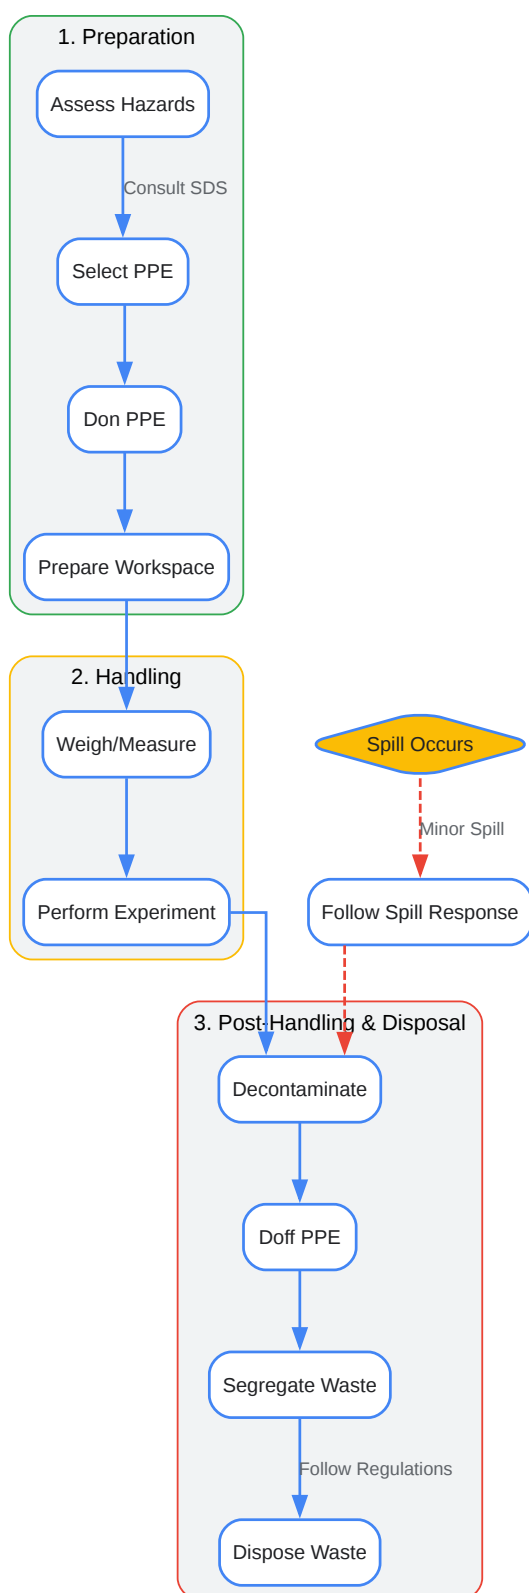 1. Preparation
Assess Hazards
Consult SDS
Select PPE
Don PPE
Prepare Workspace
2. Handling
Weigh/Measure
Spill Occurs
Minor Spill
Perform Experiment
Follow Spill Response
3. Post-Handling & Disposal
Decontaminate
Doff PPE
Segregate Waste
Follow Regulations
Dispose Waste